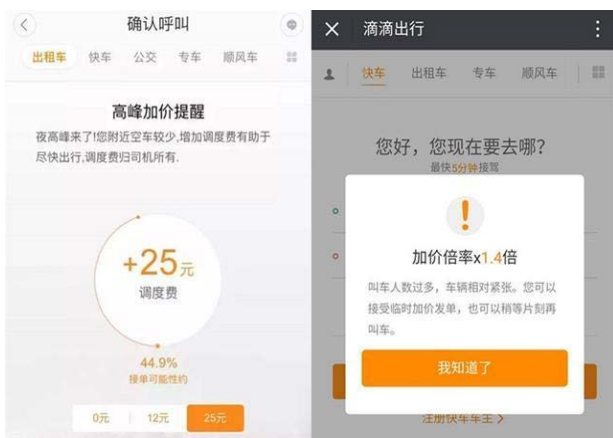 确认呼叫
出租车 快车 公交 专车 顺风车
高峰加价提醒
夜高峰来了!您附近空车较少,增加调度费有助于
尽快出行,调度费归司机所有.
+25元
调度费
44.9%
接单可能性约
0元 12元 25元
滴滴出行
快车 出租车 专车 顺风车
您好，您现在要去哪?
最快5分钟接驾
加价倍率x1.4倍
叫车人数过多，车辆相对紧张。您可以
接受临时加价发单，也可以稍等片刻再
叫车。
我知道了
注册快车车主